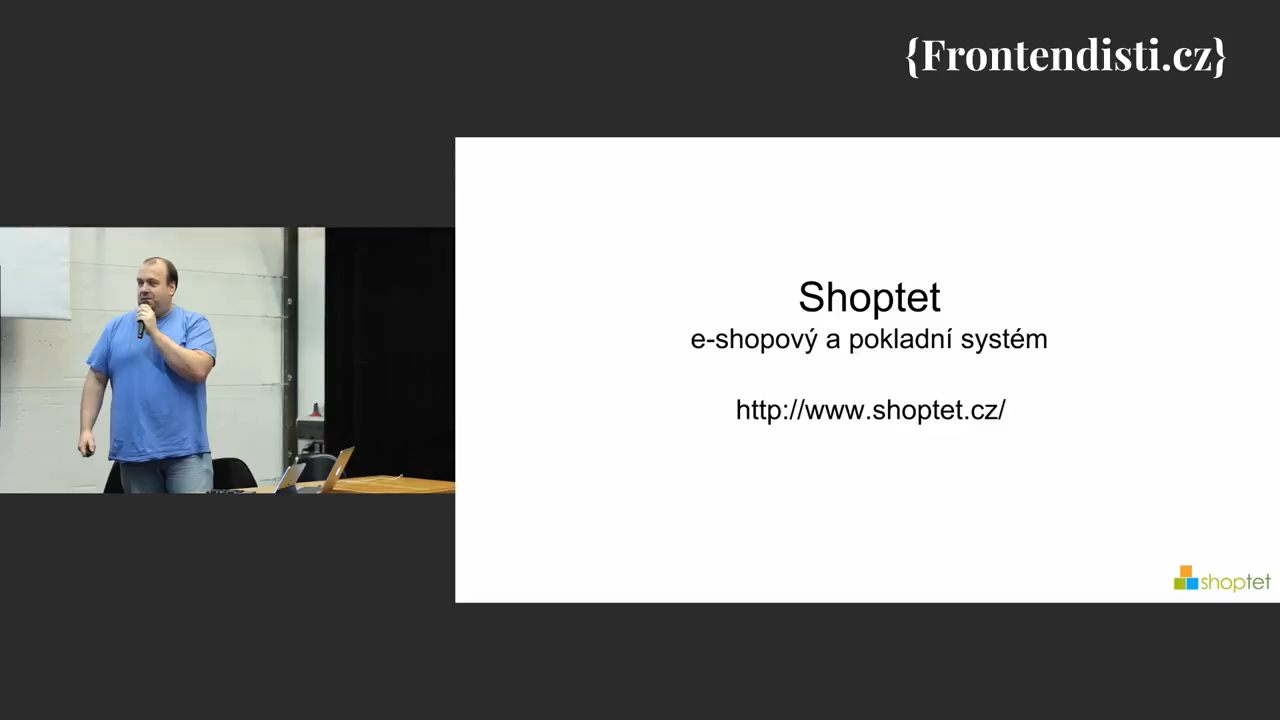 {Frontendisti.cz}
Shoptet
e-shopový a pokladní systém
http://www.shoptet.cz/
shoptet